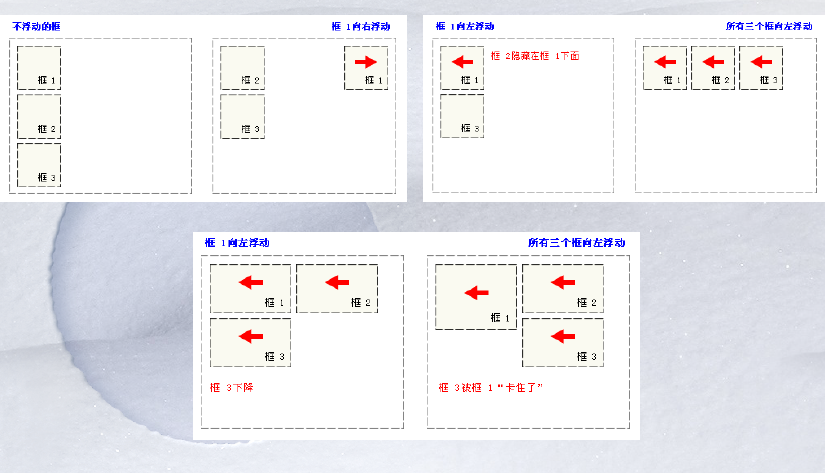 不浮动的框
框 1向右浮动
框 1
框 2
框 3
框 2
框 1
框 3
框 1向左浮动
所有三个框向左浮动
框 2隐藏在框 1下面
框 1
框 3
框 1
框 2
框 3
框 1向左浮动
所有三个框向左浮动
框 1
框 2
框 3
框 3下降
框 1
框 2
框 3
框 3被框 1“卡住了”